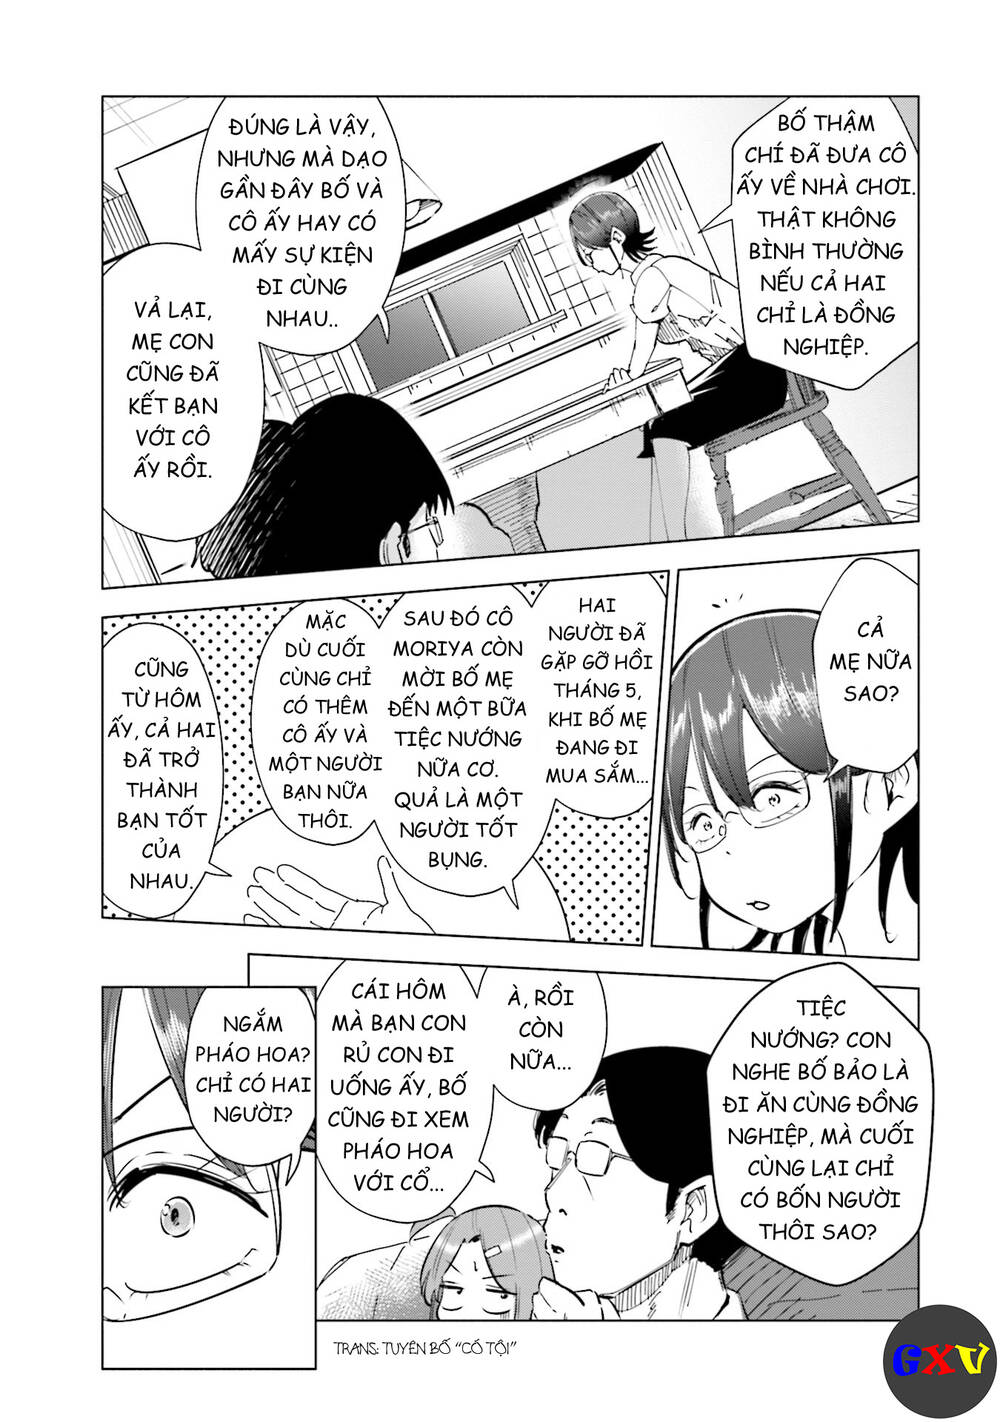 BỐ THẬM
CHÍ ĐÃ ĐƯA CÔ
ẤY VỀ NHÀ CHƠI.
THẬT KHÔNG
BÌNH THƯỜNG
NẾU CẢ HAI
CHỈ LÀ ĐỒNG
NGHIỆP.
ĐÚNG LÀ VẬY,
NHƯNG MÀ DẠO
GẦN ĐÂY BỐ VÀ
CÔ ẤY HAY CÓ
MẤY SỰ KIỆN
ĐI CÙNG
NHAU..
VẢ LẠI,
MẸ CON
CŨNG ĐÃ
KẾT BẠN
VỚI CÔ
ẤY RỒI.
CẢ
MẸ NỮA
SAO?
HAI
NGƯỜI ĐÃ
GẶP GỠ HỒI
THÁNG 5,
KHI BỐ MẸ
ĐANG ĐI
MUA SẮM...
SAU ĐÓ CÔ
MORIYA CÒN
MỜI BỐ MẸ
ĐẾN MỘT BỮA
TIỆC NƯỚNG
NỮA CƠ.
QUẢ LÀ MỘT
NGƯỜI TỐT
BỤNG.
MẶC
DÙ CUỐI
CÙNG CHỈ
CÓ THÊM
CÔ ẤY VÀ
MỘT NGƯỜI
BẠN NỮA
THÔI.
CŨNG
TỪ HÔM
ẤY, CẢ HAI
ĐÃ TRỞ
THÀNH
BẠN TỐT
CỦA
NHAU.
TIỆC
NƯỚNG? CON
NGHE BỐ BẢO LÀ
ĐI ĂN CÙNG ĐỒNG
NGHIỆP, MÀ CUỐI
CÙNG LẠI CHỈ
CÓ BỐN NGƯỜI
THÔI SAO?
À, RỒI
CÒN
NỮA...
CÁI HÔM
MÀ BẠN CON
RỦ CON ĐI
UỐNG ẤY, BỐ
CŨNG ĐI XEM
PHÁO HOA
VỚI CỔ...
NGẮM
PHÁO HOA?
CHỈ CÓ HAI
NGƯỜI?
TRANS: TUYÊN BỐ "CÓ TỘI"
GXV